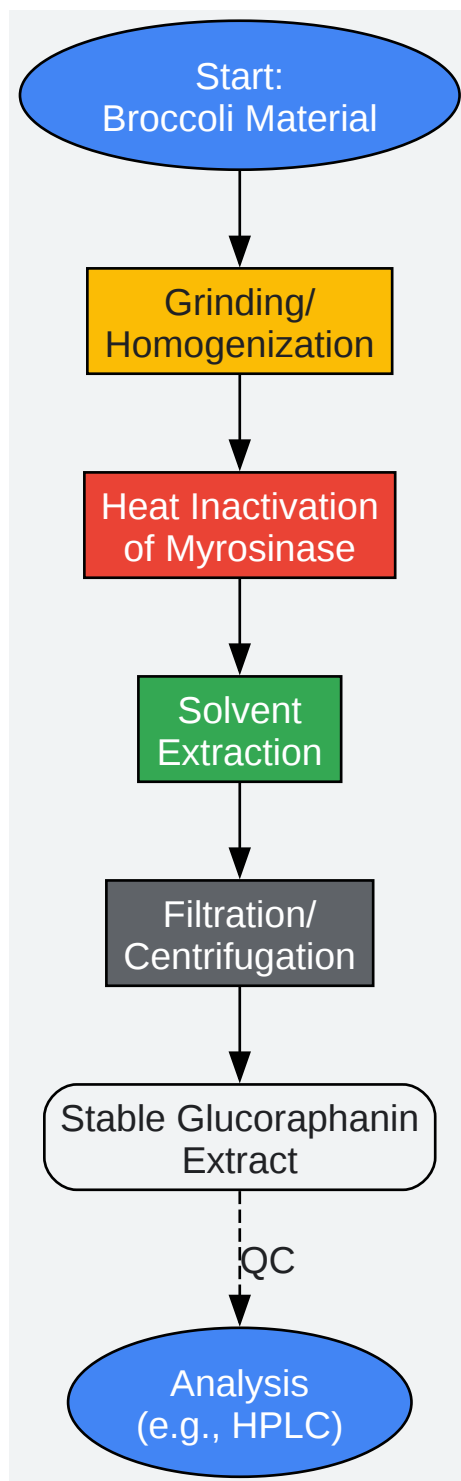 Start:
Broccoli Material
Grinding/
Homogenization
Heat Inactivation
of Myrosinase
Solvent
Extraction
Filtration/
Centrifugation
Stable Glucoraphanin
Extract
QC
Analysis
(e.g., HPLC)